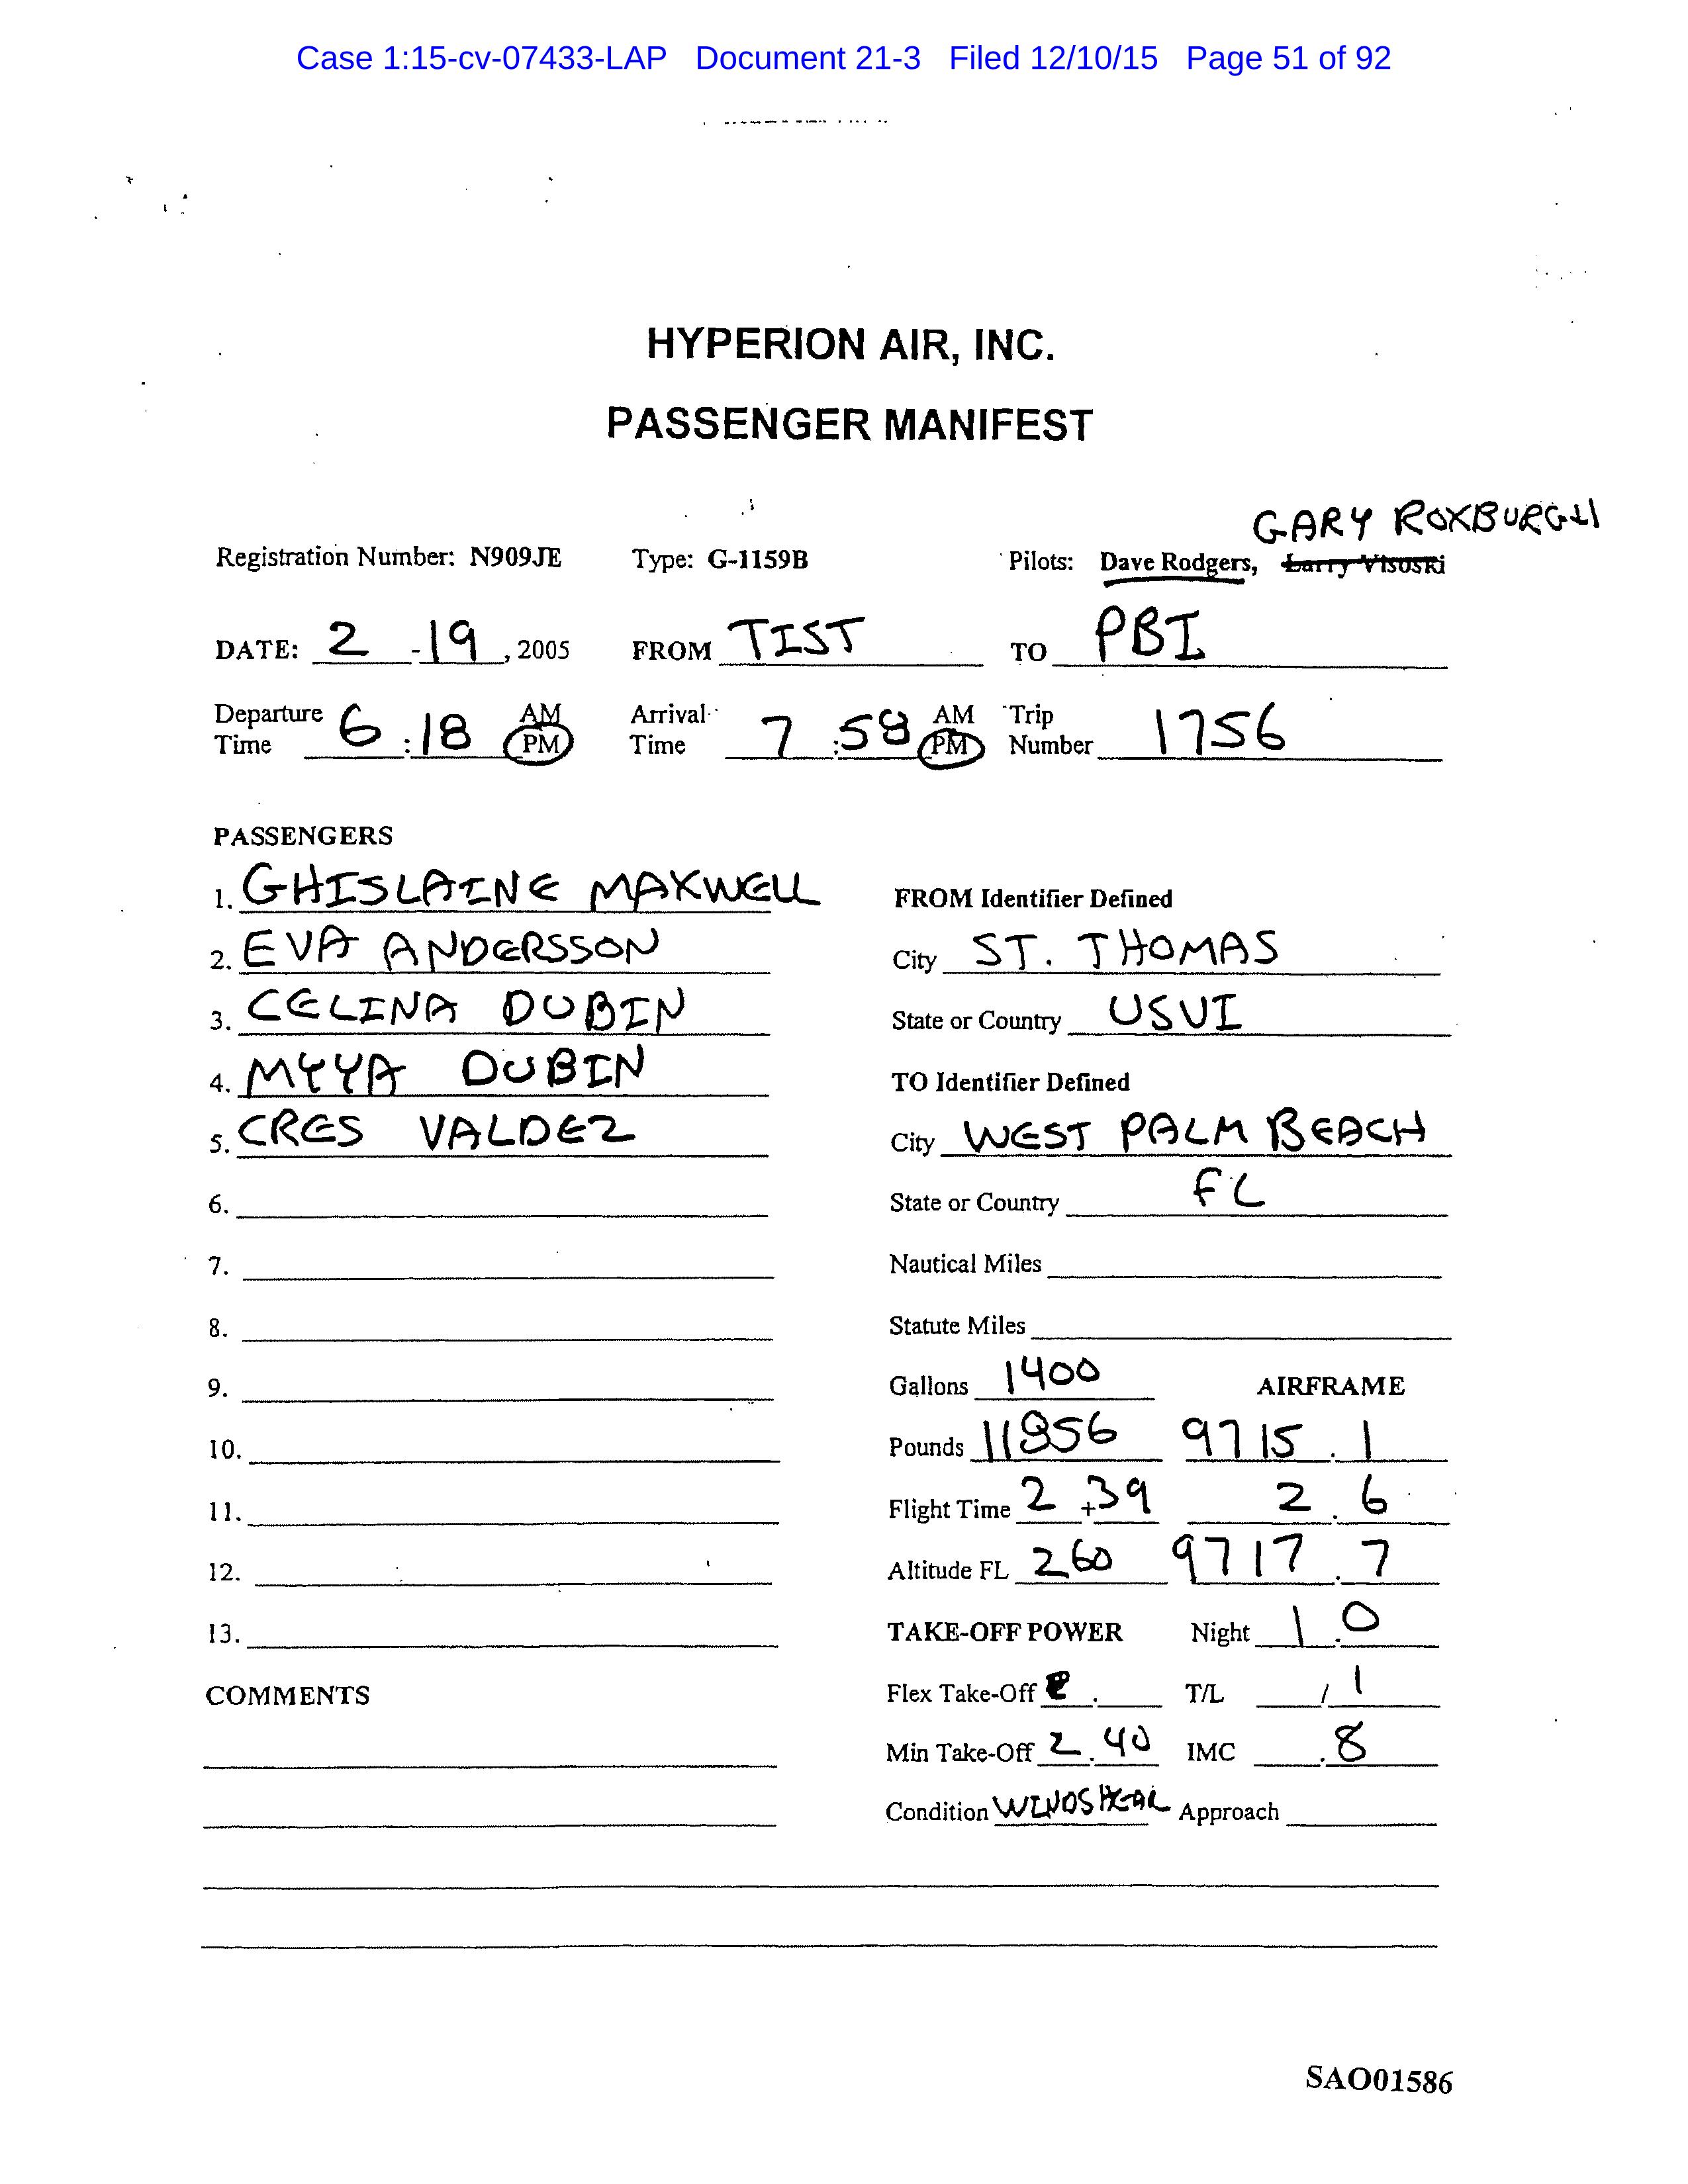 Case 1:15-cv-07433-LAP Document 21-3 Filed 12/10/15 Page 51 of 92
HYPERION AIR, INC.
PASSENGER MANIFEST
GARY ROXBURGH
Registration Number: N909JE Type: G-1159B Pilots: Dave Rodgers, Larry Visoski
DATE: 2 - 19, 2005 FROM TIST TO PBI
Departure Time 6:18 AM PM Arrival Time 7:58 AM PM Trip Number 1756
PASSENGERS
1. GHISLAINE MAXWELL
2. EVA ANDERSSON
3. CELINA DUBIN
4. MYYA DUBIN
5. CRES VALDEZ
6.
7.
8.
9.
10.
11.
12.
13.
COMMENTS
FROM Identifier Defined
City ST. THOMAS
State or Country USVI
TO Identifier Defined
City WEST PALM BEACH
State or Country FL
Nautical Miles
Statute Miles
Gallons 1400 AIRFRAME
Pounds 11856 9715.1
Flight Time 2+39 2.6
Altitude FL 260 9717.7
TAKE-OFF POWER Night 1.0
Flex Take-Off . T/L / 1
Min Take-Off 2.40 IMC .8
Condition WINDSHEAR Approach
SAO01586